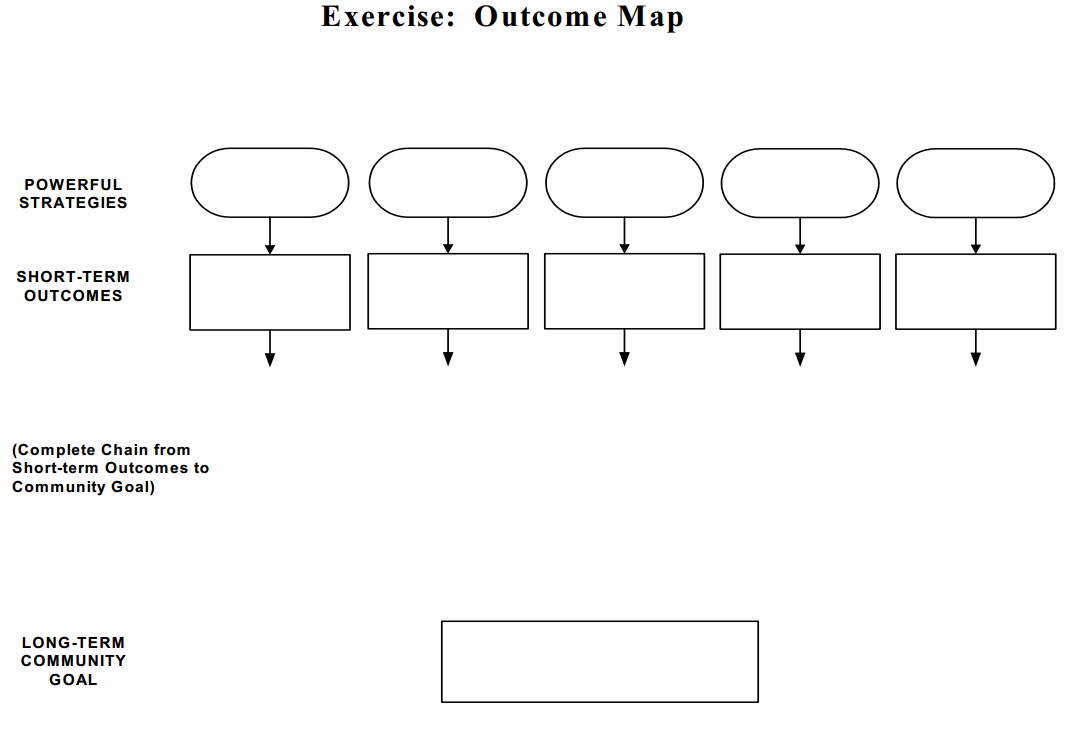 Exercise: Outcome Map
POWERFUL
STRATEGIES
SHORT-TERM
OUTCOMES
(Complete Chain from
Short-term Outcomes to
Community Goal)
LONG-TERM
COMMUNITY
GOAL